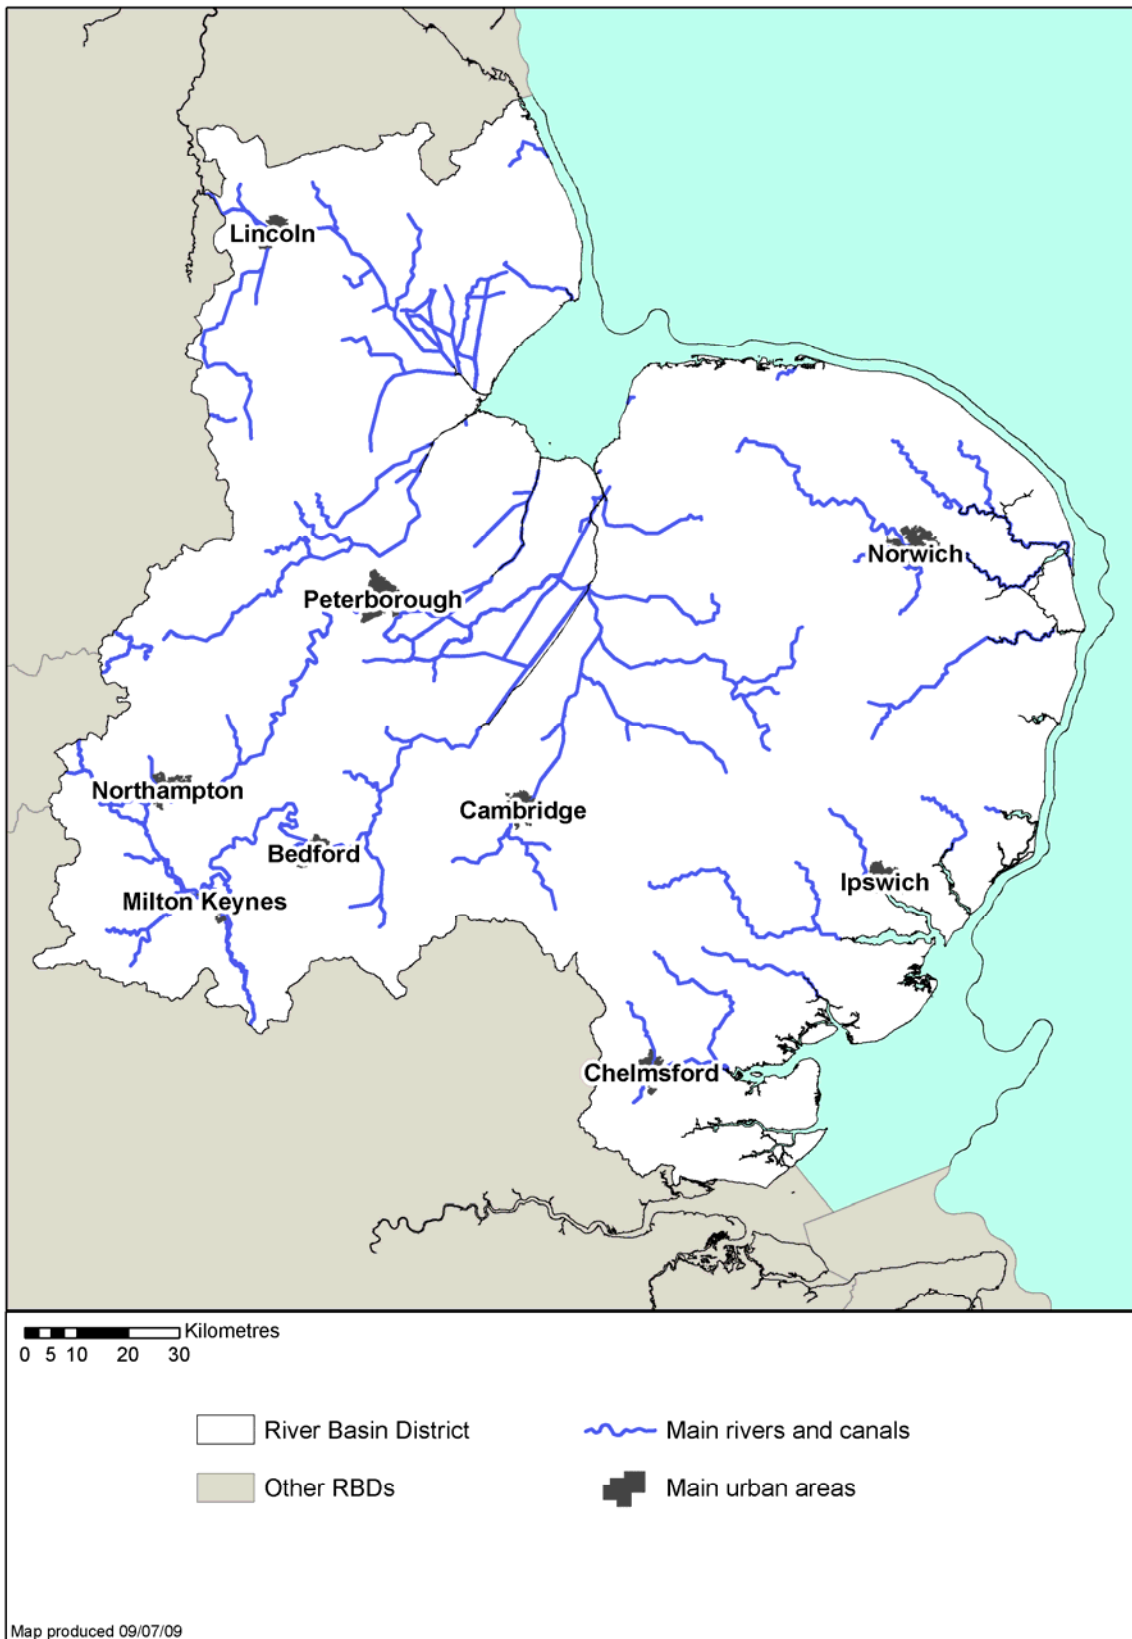 Lincoln
Norwich
Peterborough
Northampton
Cambridge
Bedford
Ipswich
Milton Keynes
Chelmsford
Kilometres
0 5 10 20 30
River Basin District
Main rivers and canals
Other RBDs
Main urban areas
Map produced 09/07/09